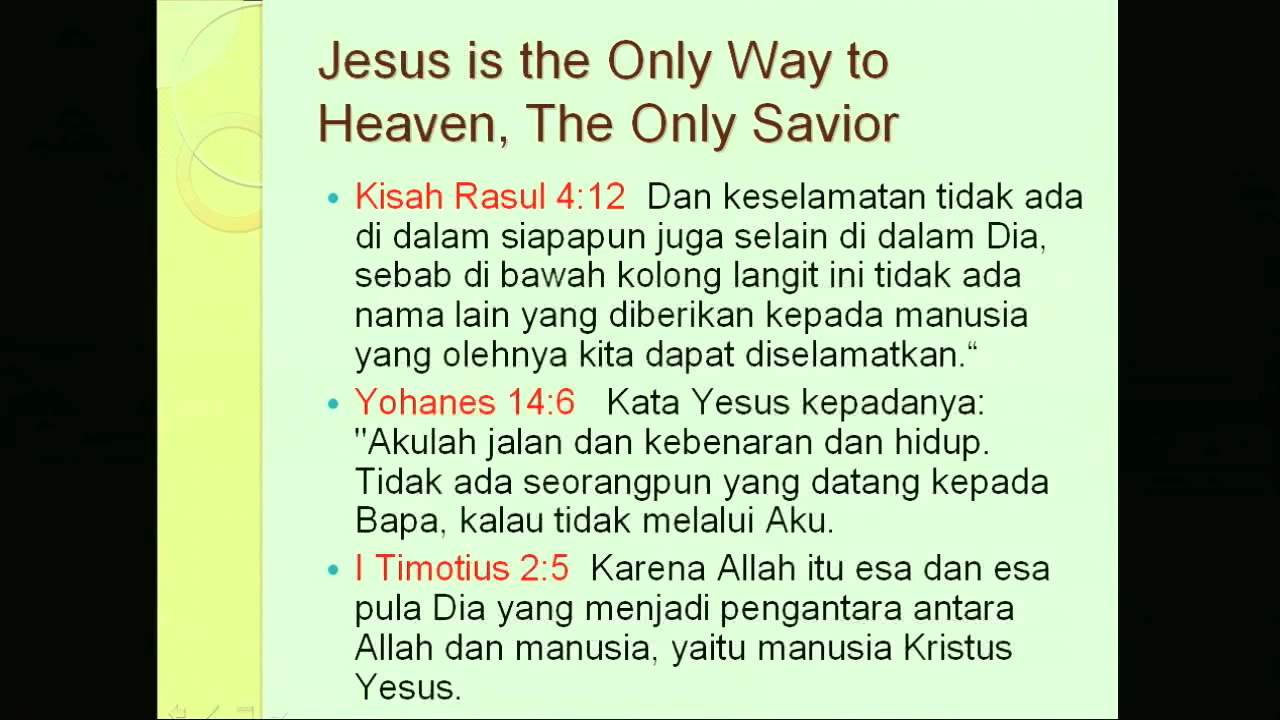 Jesus is the Only Way to
Heaven, The Only Savior
• Kisah Rasul 4:12 Dan keselamatan tidak ada
di dalam siapapun juga selain di dalam Dia,
sebab di bawah kolong langit ini tidak ada
nama lain yang diberikan kepada manusia
yang olehnya kita dapat diselamatkan.“
• Yohanes 14:6 Kata Yesus kepadanya:
"Akulah jalan dan kebenaran dan hidup.
Tidak ada seorangpun yang datang kepada
Bapa, kalau tidak melalui Aku.
• I Timotius 2:5 Karena Allah itu esa dan esa
pula Dia yang menjadi pengantara antara
Allah dan manusia, yaitu manusia Kristus
Yesus.